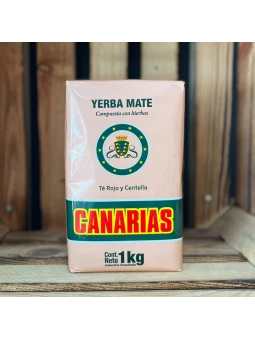 YERBA MATE
Compuesta con hierbas
Té Rojo y Centella
CANARIAS
Cont.
Neto 1kg